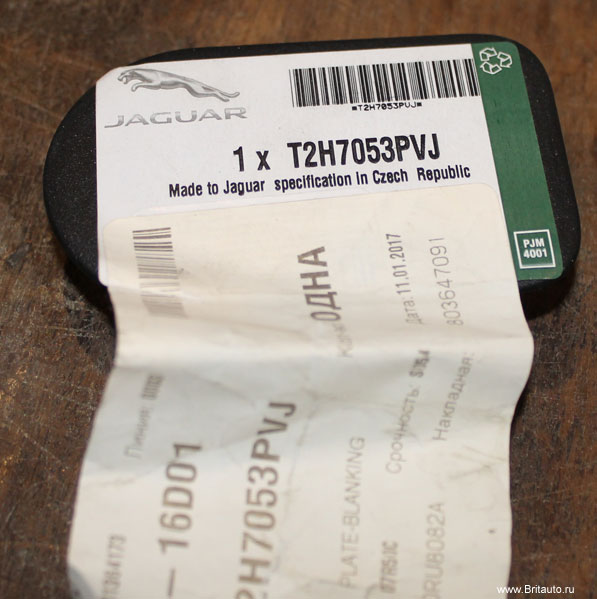 JAGUAR
*T2H7053PVJ*
1 x T2H7053PVJ
Made to Jaguar specification in Czech Republic
PJM
4001
ОДНА
Дата:11.01.2017
803647091
Линия:
— 16D01
2H7053PVJ
PLATE-BLANKING
Срочность:
Накладная:
DRU8082A
www.Britauto.ru